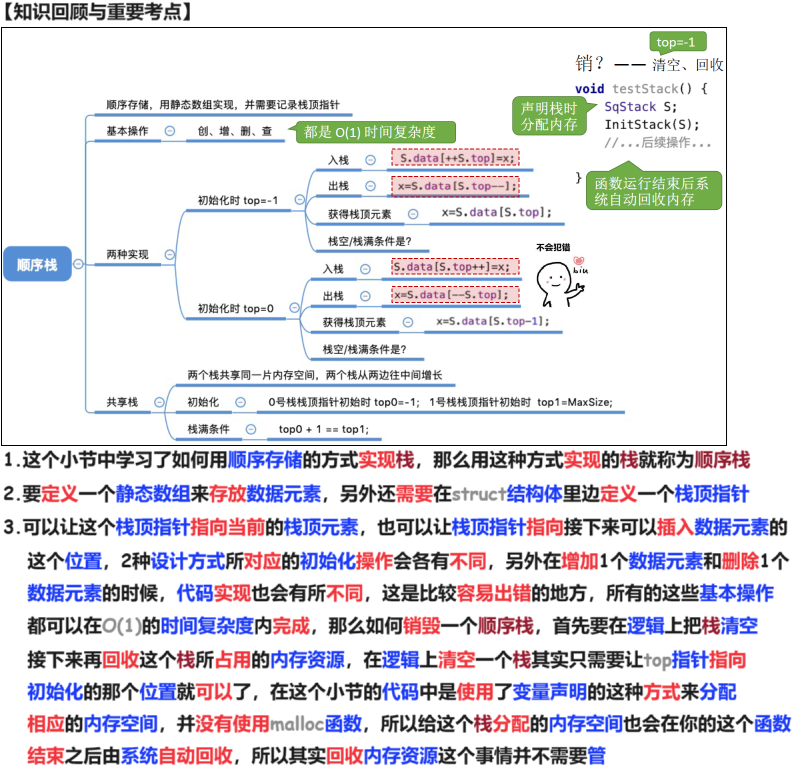 【知识回顾与重要考点】
top=-1
销？—— 清空、回收
void testStack() {
SqStack S;
InitStack(S);
//...后续操作...
}
声明栈时
分配内存
函数运行结束后系
统自动回收内存
顺序存储，用静态数组实现，并需要记录栈顶指针
基本操作
创、增、删、查
都是 O(1) 时间复杂度
入栈
S.data[++S.top]=x;
出栈
x=S.data[S.top--];
初始化时 top=-1
获得栈顶元素
x=S.data[S.top];
栈空/栈满条件是？
顺序栈
两种实现
不会犯错
biu
入栈
S.data[S.top++]=x;
出栈
x=S.data[--S.top];
初始化时 top=0
获得栈顶元素
x=S.data[S.top-1];
栈空/栈满条件是？
两个栈共享同一片内存空间，两个栈从两边往中间增长
共享栈
初始化
0号栈栈顶指针初始时 top0=-1； 1号栈栈顶指针初始时 top1=MaxSize;
栈满条件
top0 + 1 == top1;
1.这个小节中学习了如何用顺序存储的方式实现栈，那么用这种方式实现的栈就称为顺序栈
2.要定义一个静态数组来存放数据元素，另外还需要在struct结构体里边定义一个栈顶指针
3.可以让这个栈顶指针指向当前的栈顶元素，也可以让栈顶指针指向接下来可以插入数据元素的
这个位置，2种设计方式所对应的初始化操作会各有不同，另外在增加1个数据元素和删除1个
数据元素的时候，代码实现也会有所不同，这是比较容易出错的地方，所有的这些基本操作
都可以在O(1)的时间复杂度内完成，那么如何销毁一个顺序栈，首先要在逻辑上把栈清空
接下来再回收这个栈所占用的内存资源，在逻辑上清空一个栈其实只需要让top指针指向
初始化的那个位置就可以了，在这个小节的代码中是使用了变量声明的这种方式来分配
相应的内存空间，并没有使用malloc函数，所以给这个栈分配的内存空间也会在你的这个函数
结束之后由系统自动回收，所以其实回收内存资源这个事情并不需要管